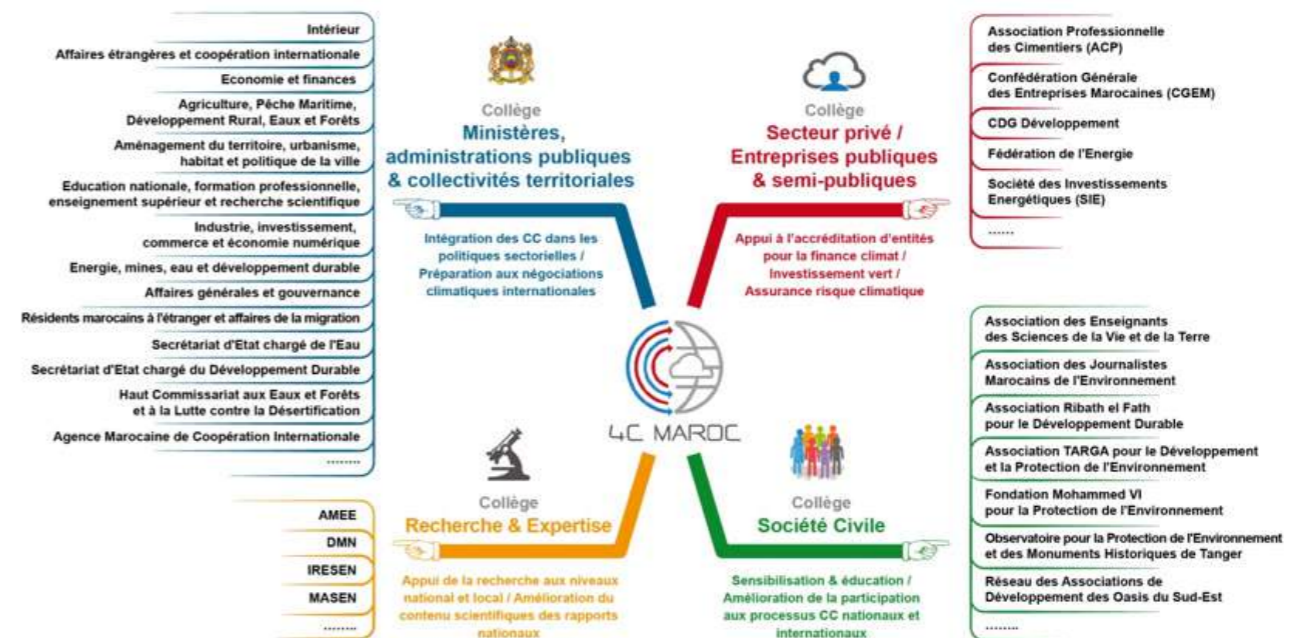 Intérieur
Affaires étrangères et coopération internationale
Economie et finances
Agriculture, Pêche Maritime,
Développement Rural, Eaux et Forêts
Aménagement du territoire, urbanisme,
habitat et politique de la ville
Education nationale, formation professionnelle,
enseignement supérieur et recherche scientifique
Industrie, investissement,
commerce et économie numérique
Energie, mines, eau et développement durable
Affaires générales et gouvernance
Résidents marocains à l'étranger et affaires de la migration
Secrétariat d'Etat chargé de l'Eau
Secrétariat d'Etat chargé du Développement Durable
Haut Commissariat aux Eaux et Forêts
et à la Lutte contre la Désertification
Agence Marocaine de Coopération Internationale
........
Collège
Ministères,
administrations publiques
& collectivités territoriales
Intégration des CC dans les
politiques sectorielles /
Préparation aux négociations
climatiques internationales
Collège
Secteur privé /
Entreprises publiques
& semi-publiques
Appui à l'accréditation d'entités
pour la finance climat /
Investissement vert /
Assurance risque climatique
Association Professionnelle
des Cimentiers (ACP)
Confédération Générale
des Entreprises Marocaines (CGEM)
CDG Développement
Fédération de l'Energie
Société des Investissements
Energétiques (SIE)
......
4C MAROC
AMEE
DMN
IRESEN
MASEN
........
Collège
Recherche & Expertise
Appui de la recherche aux niveaux
national et local / Amélioration du
contenu scientifiques des rapports
nationaux
Collège
Société Civile
Sensibilisation & éducation /
Amélioration de la participation
aux processus CC nationaux et
internationaux
Association des Enseignants
des Sciences de la Vie et de la Terre
Association des Journalistes
Marocains de l'Environnement
Association Ribath el Fath
pour le Développement Durable
Association TARGA pour le Développement
et la Protection de l'Environnement
Fondation Mohammed VI
pour la Protection de l'Environnement
Observatoire pour la Protection de l'Environnement
et des Monuments Historiques de Tanger
Réseau des Associations de
Développement des Oasis du Sud-Est
........